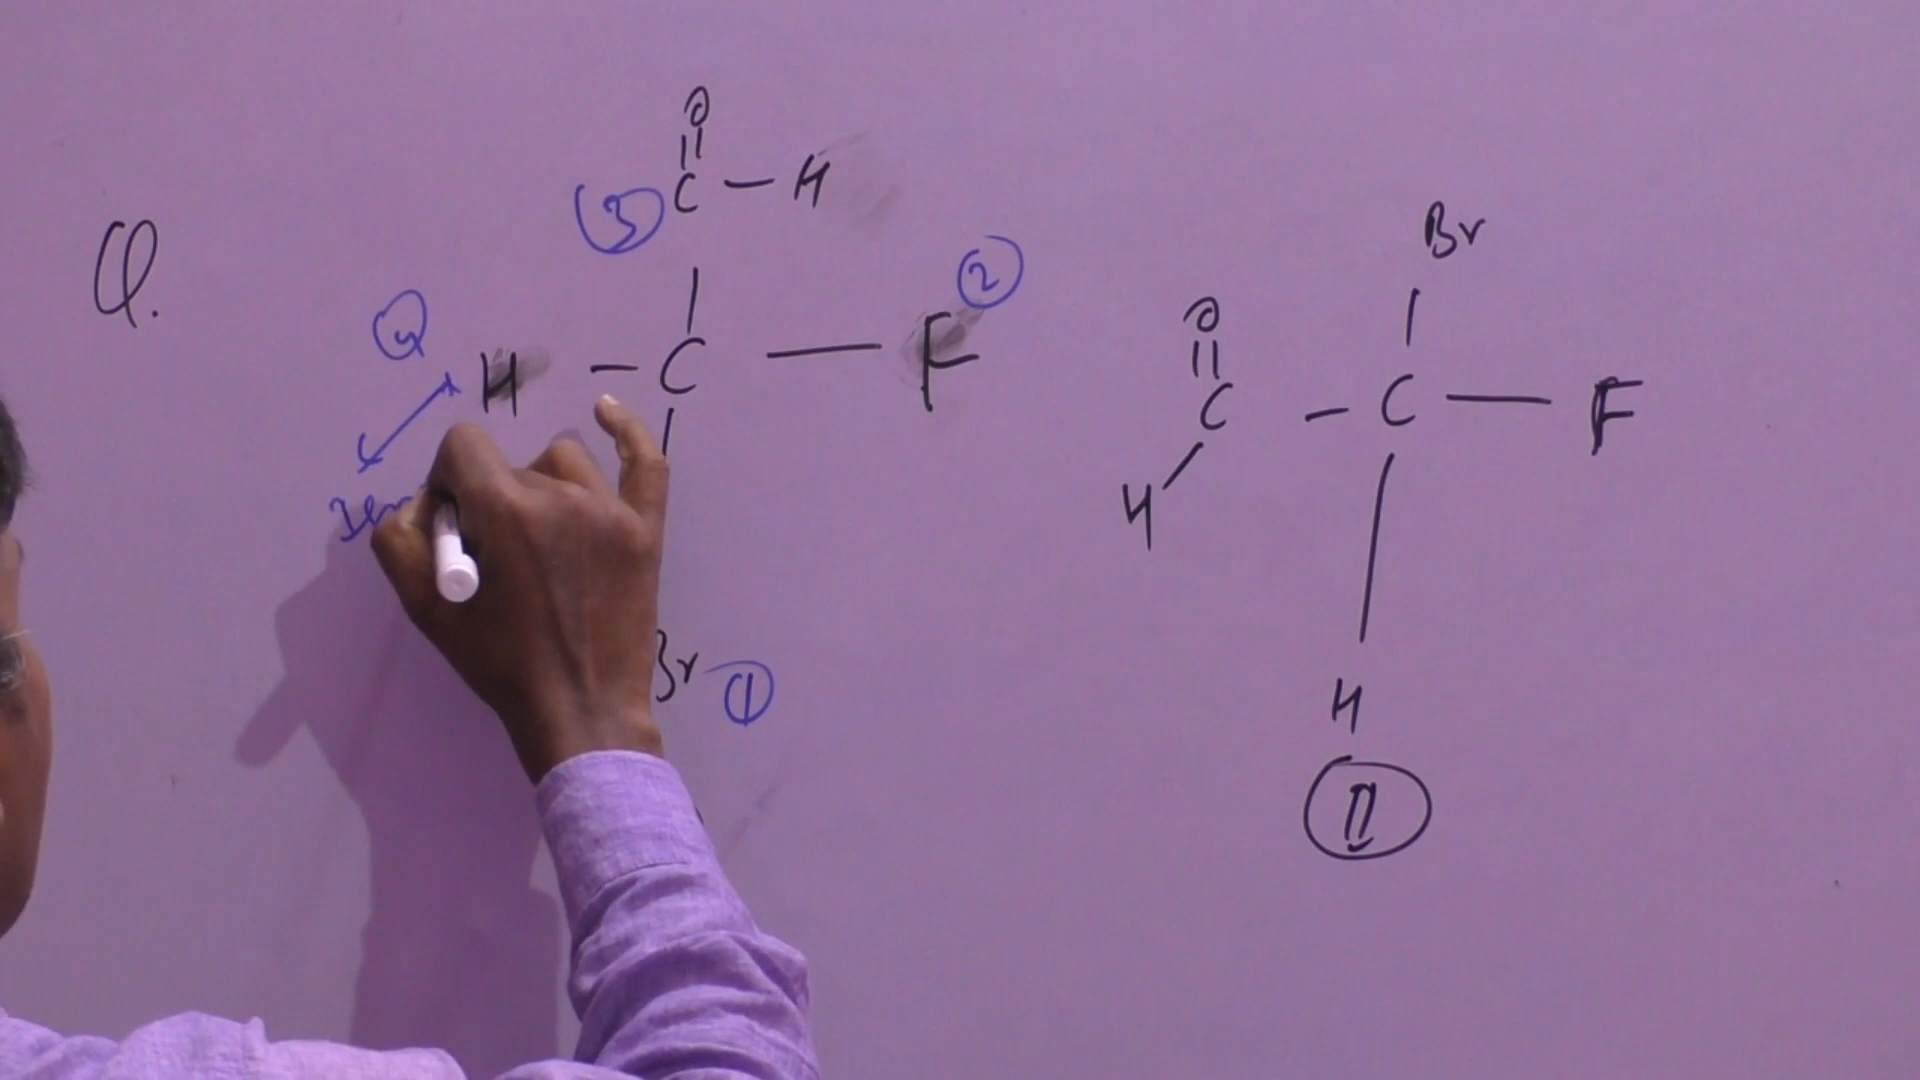 Q.
O
||
③ C — H
|
④ H — C — F ②
|
Br ①
Br
|
O
||
C — C — F
H
|
H
II